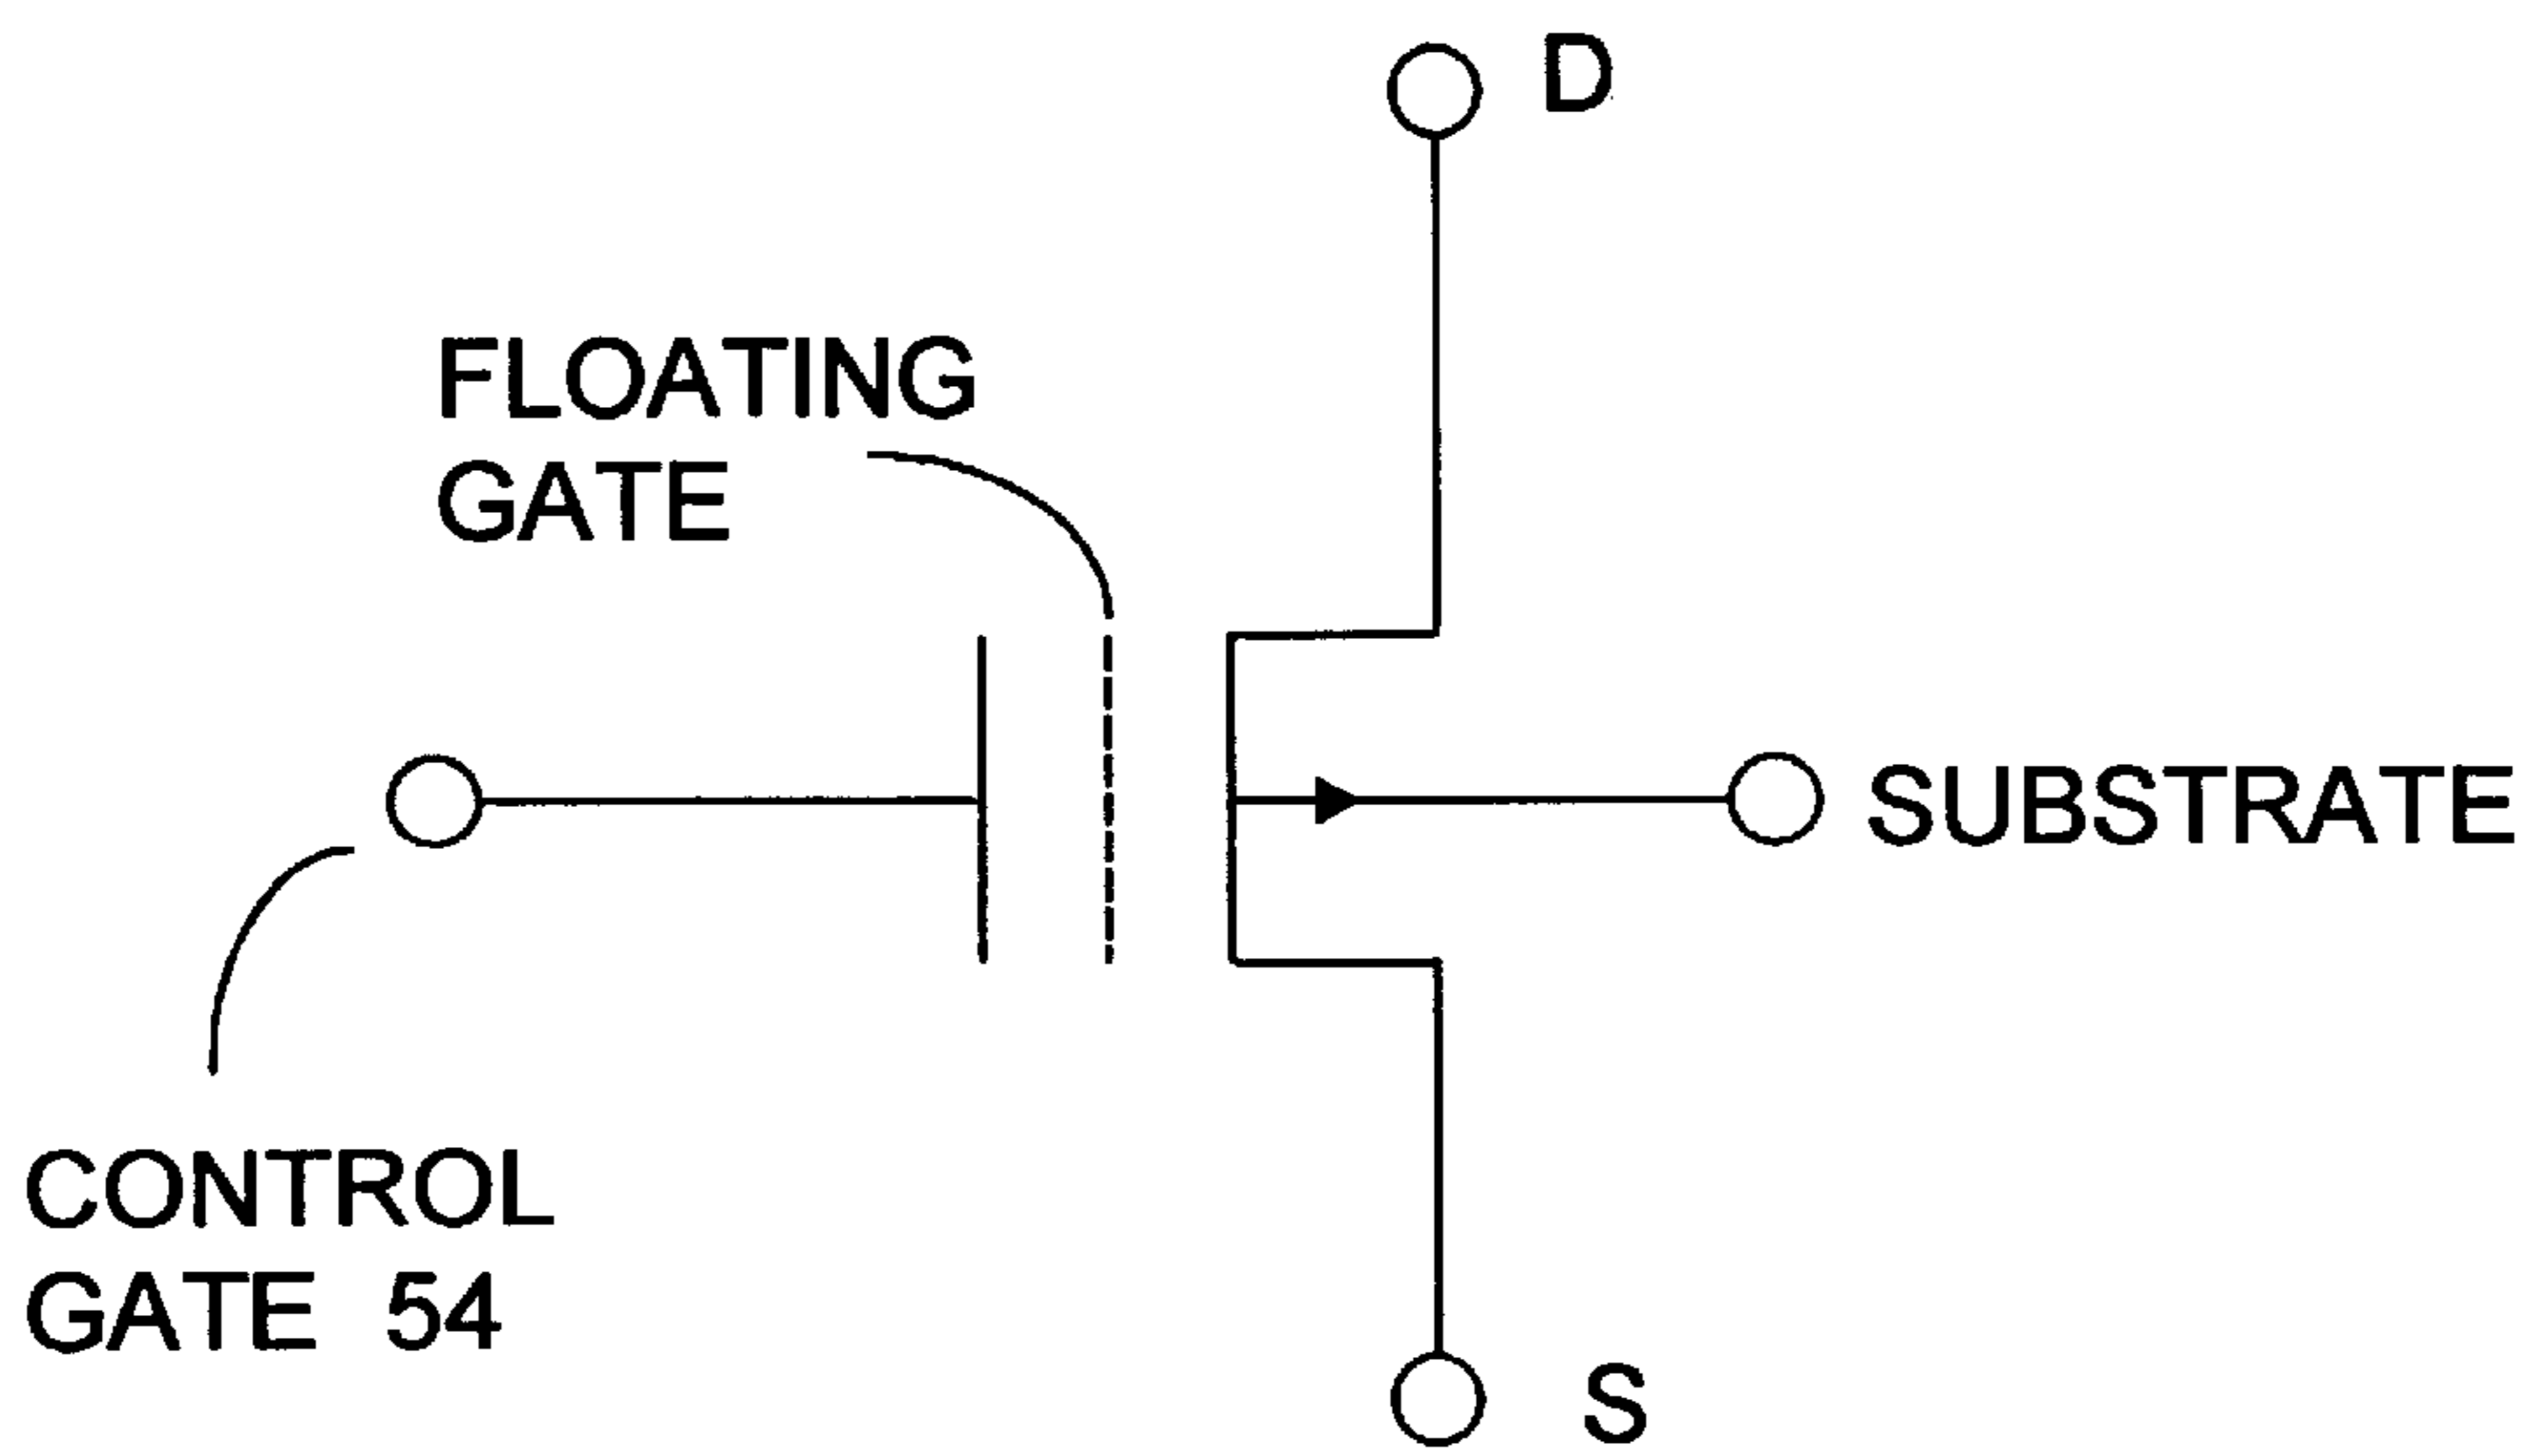 D
FLOATING
GATE
SUBSTRATE
CONTROL
GATE 54
S